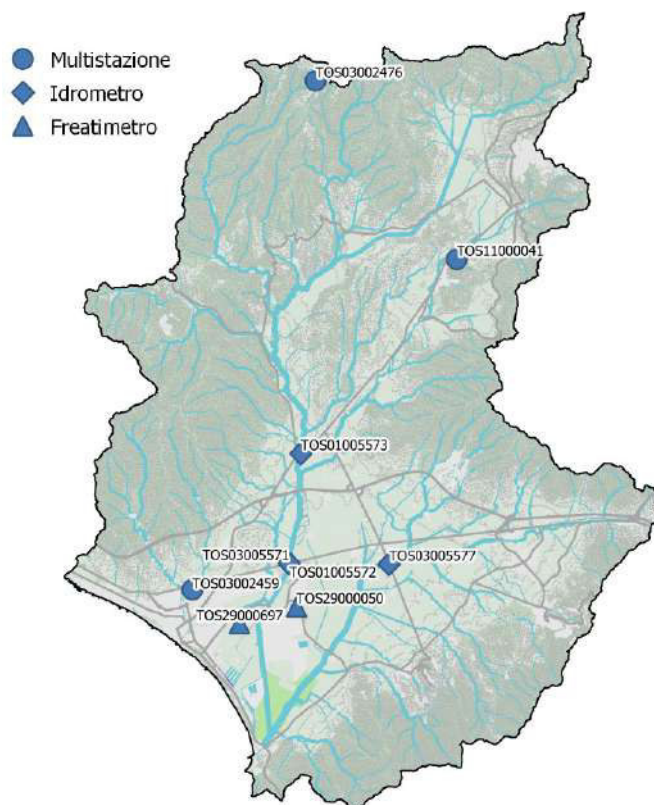 Multistazione
Idrometro
Freatimetro
TOS03002476
TOS11000041
TOS01005573
TOS03005571
TOS03005577
TOS01005572
TOS03002459
TOS29000050
TOS29000697